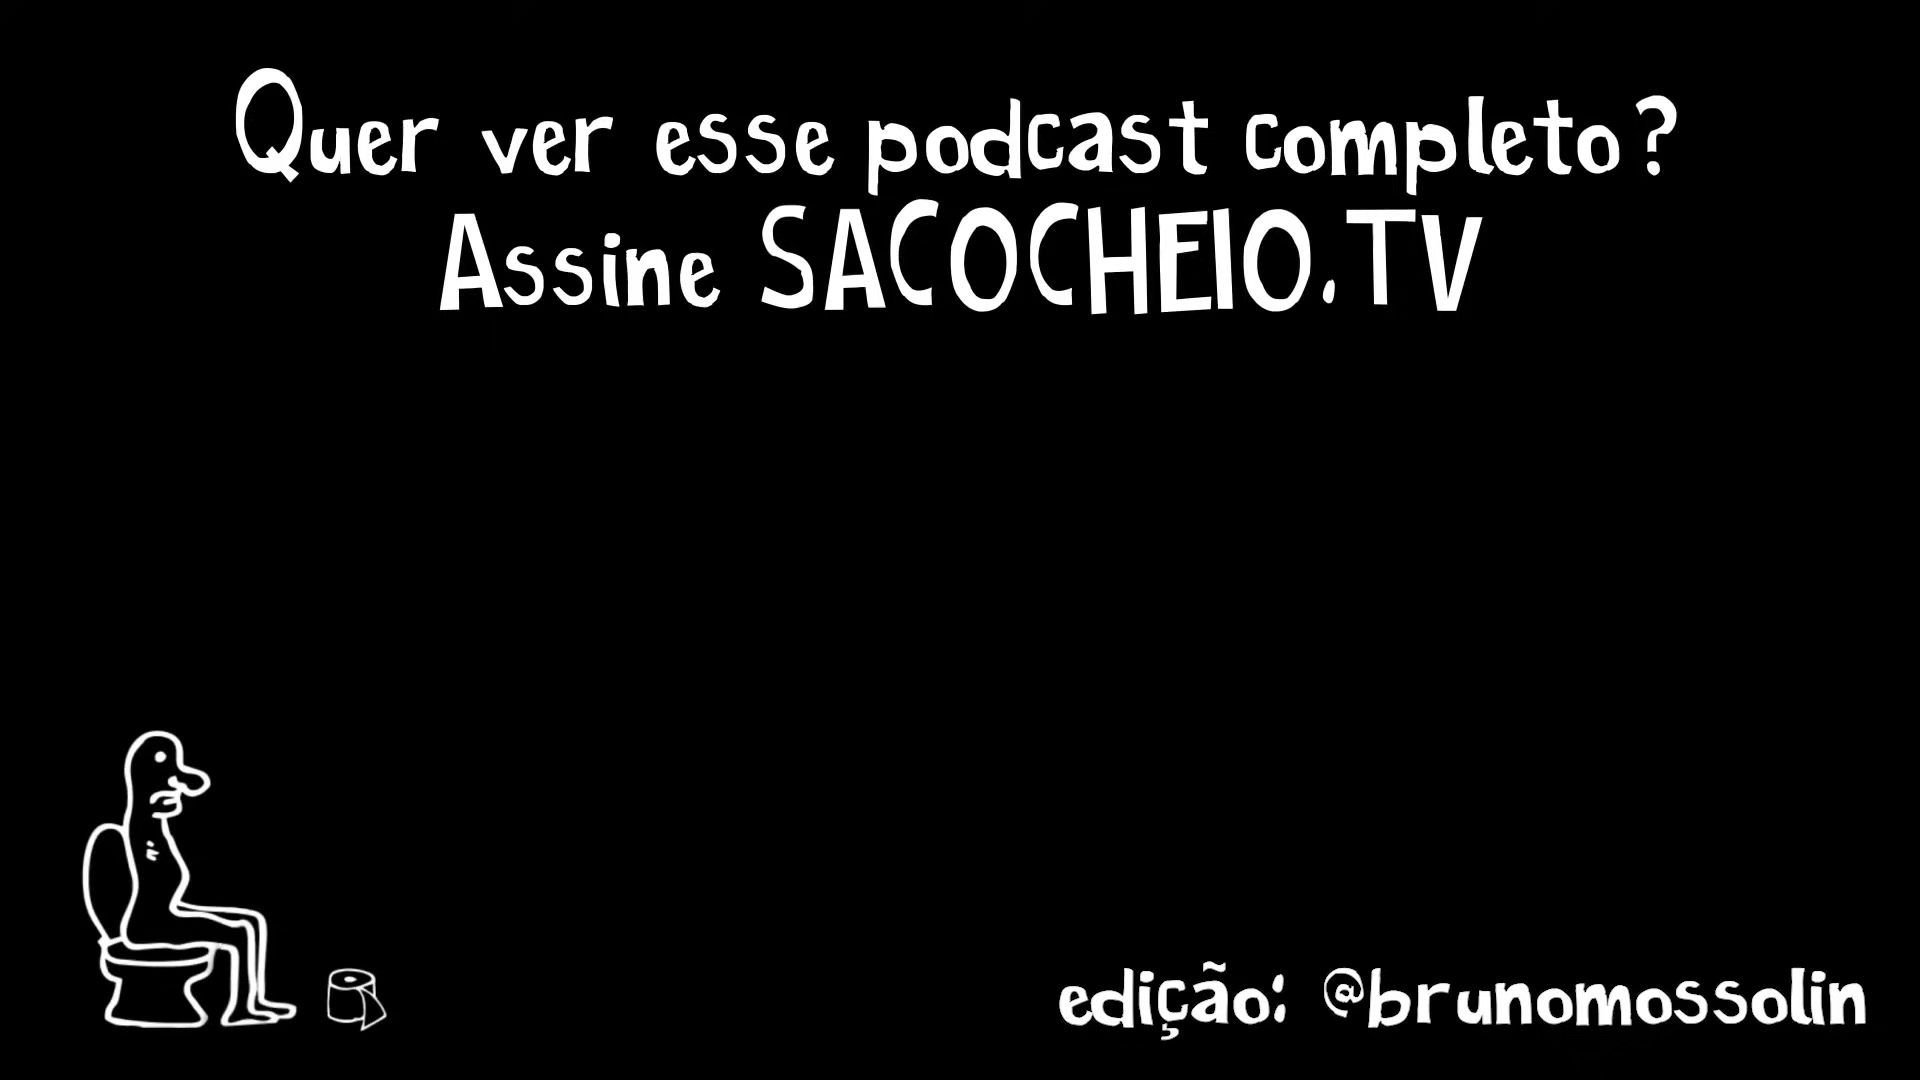 Quer ver esse podcast completo?
Assine SACOCHEIO.TV
edição: @brunomossolin